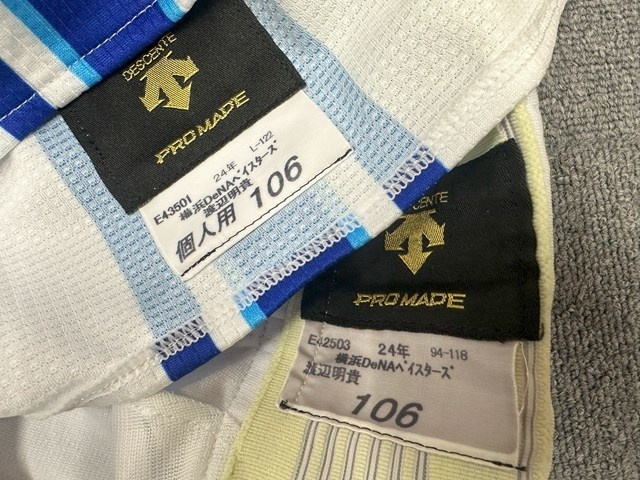 DESCENTE
PRO MADE
24年 L-122
E43501
横浜DeNAベイスターズ
渡辺明貴
個人用 106
DESCENTE
PRO MADE
E42503 24年 94-118
横浜DeNAベイスターズ
渡辺明貴
106